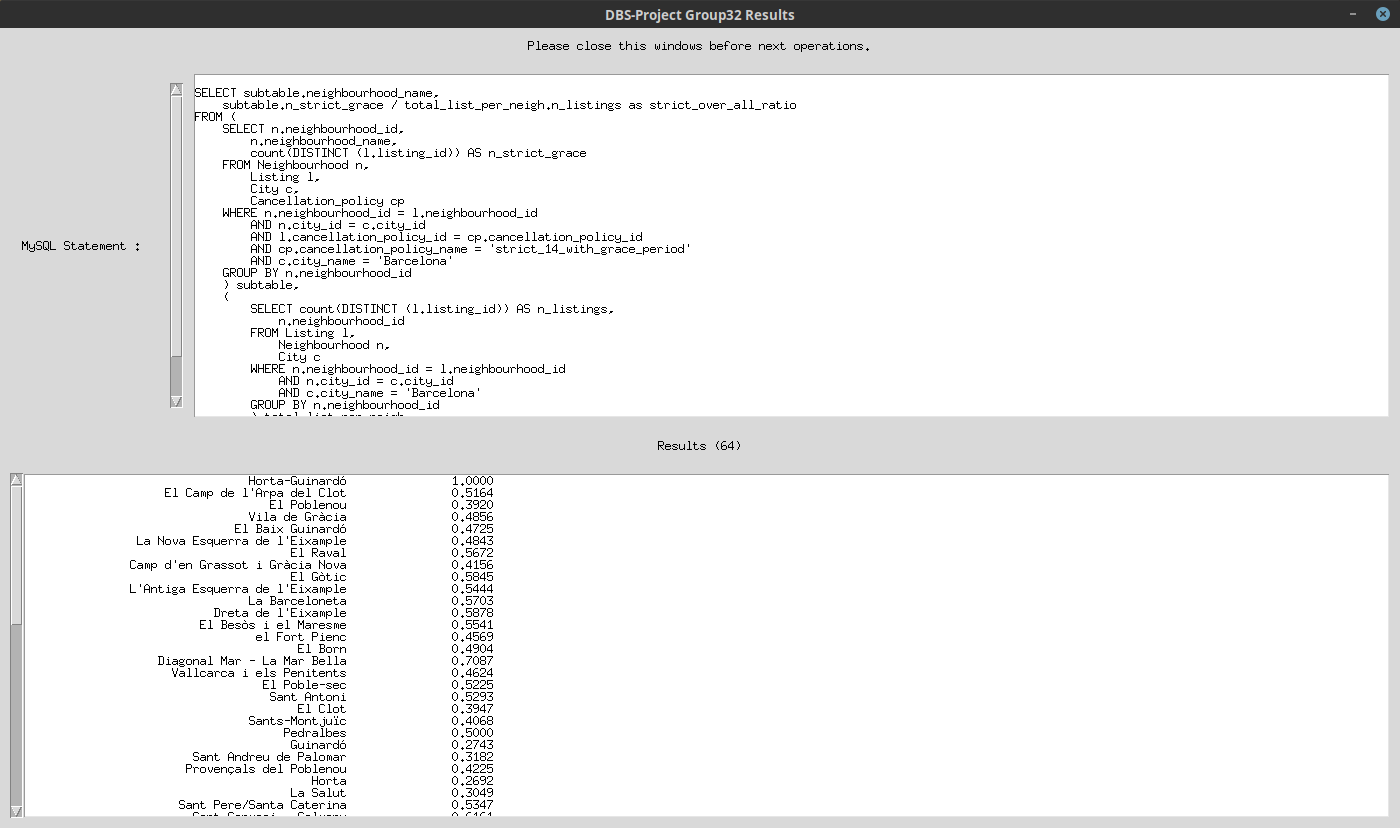 DBS-Project Group32 Results
Please close this windows before next operations.
MySQL Statement :
SELECT subtable.neighbourhood_name,
subtable.n_strict_grace / total_list_per_neigh.n_listings as strict_over_all_ratio
FROM (
SELECT n.neighbourhood_id,
n.neighbourhood_name,
count(DISTINCT (l.listing_id)) AS n_strict_grace
FROM Neighbourhood n,
Listing l,
City c,
Cancellation_policy cp
WHERE n.neighbourhood_id = l.neighbourhood_id
AND n.city_id = c.city_id
AND l.cancellation_policy_id = cp.cancellation_policy_id
AND cp.cancellation_policy_name = 'strict_14_with_grace_period'
AND c.city_name = 'Barcelona'
GROUP BY n.neighbourhood_id
) subtable,
(
SELECT count(DISTINCT (l.listing_id)) AS n_listings,
n.neighbourhood_id
FROM Listing l,
Neighbourhood n,
City c
WHERE n.neighbourhood_id = l.neighbourhood_id
AND n.city_id = c.city_id
AND c.city_name = 'Barcelona'
GROUP BY n.neighbourhood_id
) total_list_per_neigh
Results (64)
Horta-Guinardó 1.0000
El Camp de l'Arpa del Clot 0.5164
El Poblenou 0.3920
Vila de Gràcia 0.4856
El Baix Guinardó 0.4725
La Nova Esquerra de l'Eixample 0.4843
El Raval 0.5672
Camp d'en Grassot i Gràcia Nova 0.4156
El Gòtic 0.5845
L'Antiga Esquerra de l'Eixample 0.5444
La Barceloneta 0.5703
Dreta de l'Eixample 0.5878
El Besòs i el Maresme 0.5541
el Fort Pienc 0.4569
El Born 0.4904
Diagonal Mar - La Mar Bella 0.7087
Vallcarca i els Penitents 0.4624
El Poble-sec 0.5225
Sant Antoni 0.5293
El Clot 0.3947
Sants-Montjuïc 0.4068
Pedralbes 0.5000
Guinardó 0.2743
Sant Andreu de Palomar 0.3182
Provençals del Poblenou 0.4225
Horta 0.2692
La Salut 0.3049
Sant Pere/Santa Caterina 0.5347